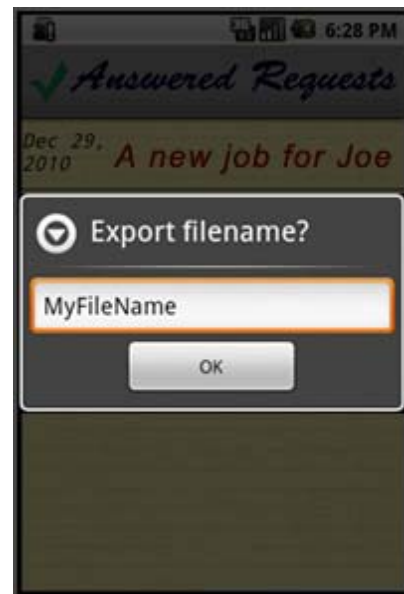 6:28 PM
Answered Requests
Dec 29,
2010
A new job for Joe
Export filename?
MyFileName
OK